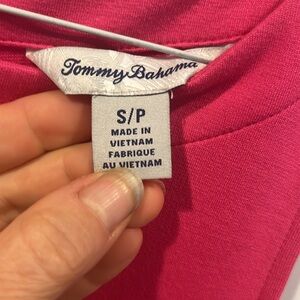 Tommy Bahama
S/P
MADE IN
VIETNAM
FABRIQUE
AU VIETNAM